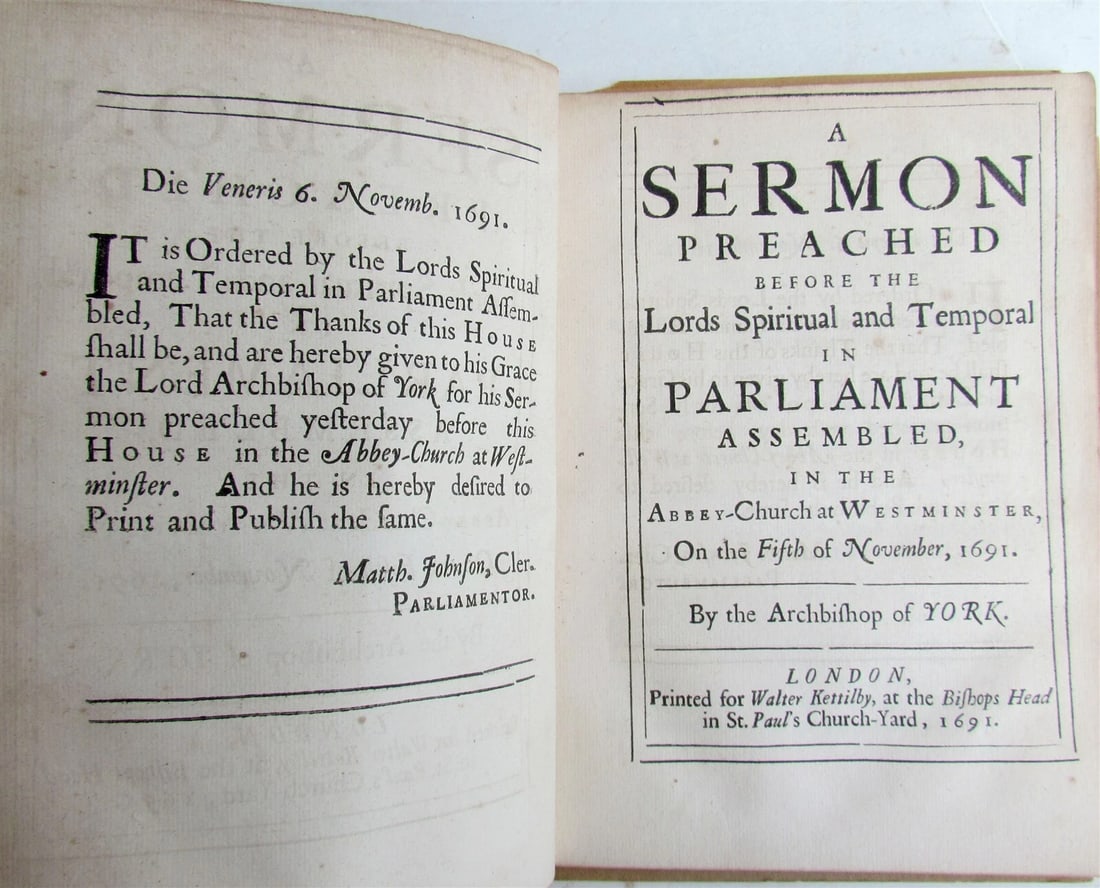 Die Veneris 6. Novemb. 1691.
IT is Ordered by the Lords Spiritual
and Temporal in Parliament Aſſem-
bled, That the Thanks of this HOUSE
ſhall be, and are hereby given to his Grace
the Lord Archbiſhop of York for his Ser-
mon preached yeſterday before this
HOUSE in the Abbey-Church at Weſt-
minſter. And he is hereby deſired to
Print and Publiſh the ſame.
Matth. Johnſon, Cler.
PARLIAMENTOR.
A
SERMON
PREACHED
BEFORE THE
Lords Spiritual and Temporal
IN
PARLIAMENT
ASSEMBLED,
IN THE
ABBEY-Church at WESTMINSTER,
On the Fifth of November, 1691.
By the Archbiſhop of YORK.
LONDON,
Printed for Walter Kettilby, at the Biſhops Head
in St. Paul's Church-Yard, 1691.